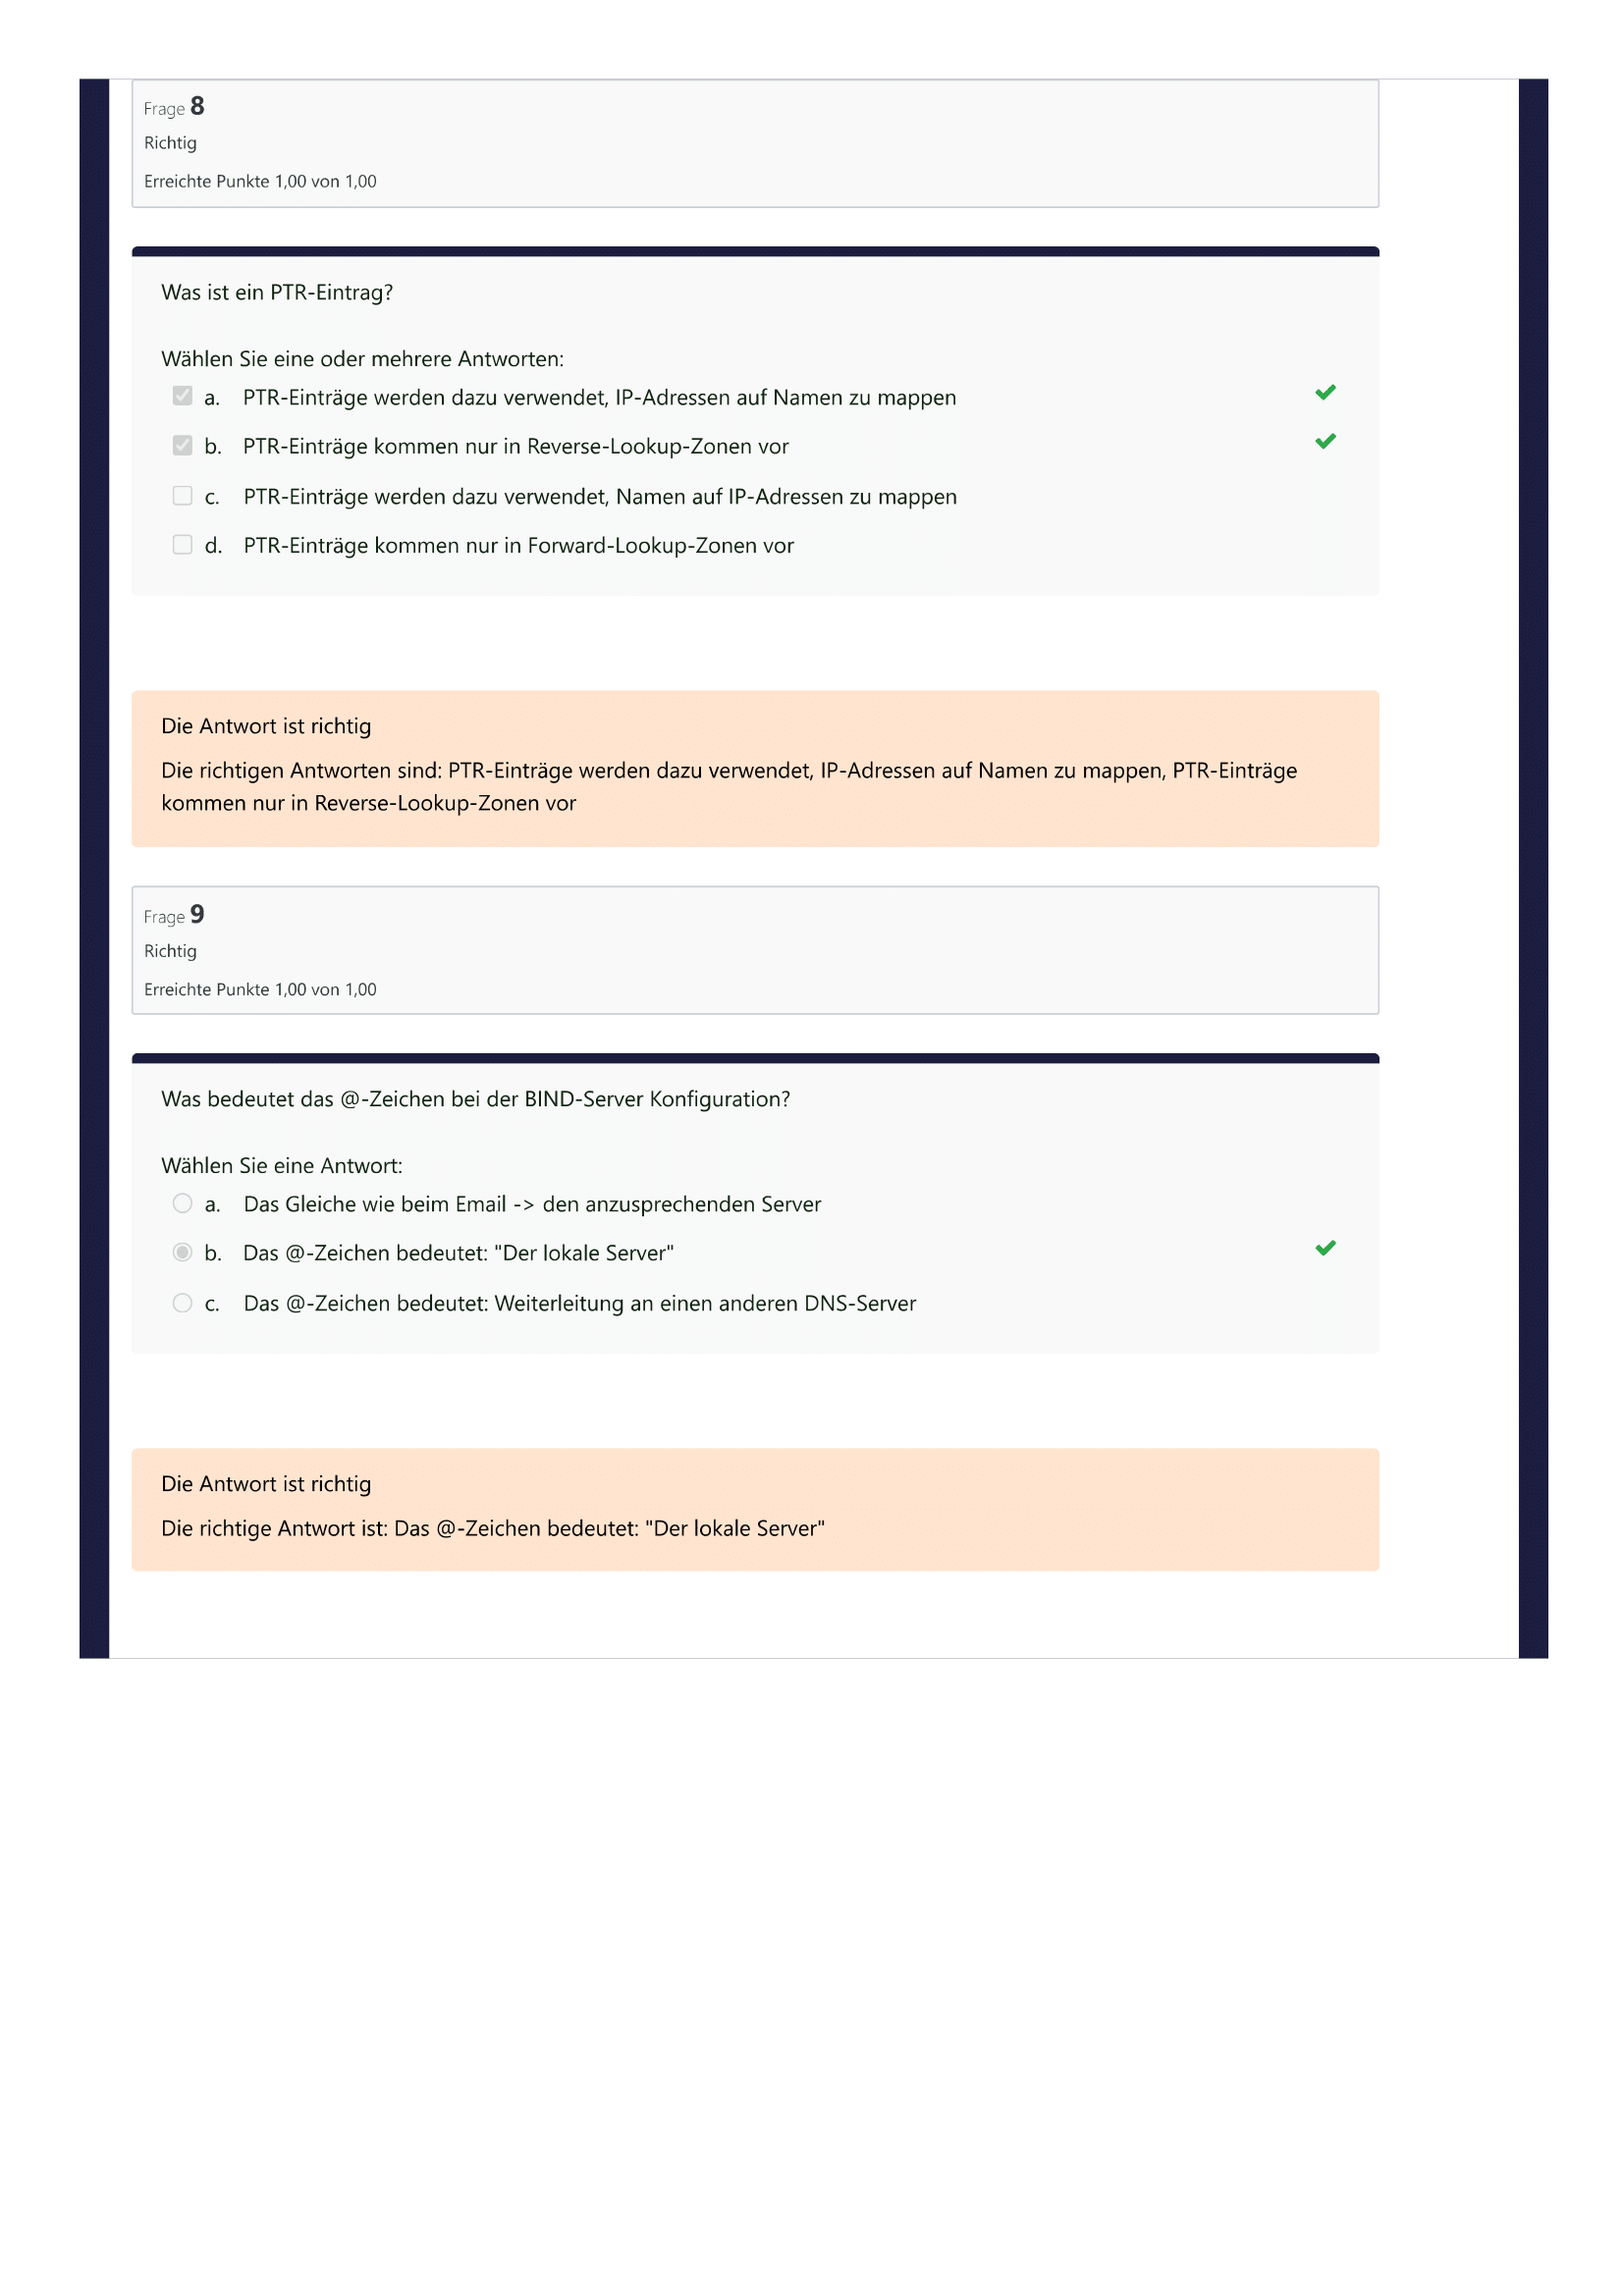 Frage 8
Richtig
Erreichte Punkte 1,00 von 1,00
Was ist ein PTR-Eintrag?
Wählen Sie eine oder mehrere Antworten:
a. PTR-Einträge werden dazu verwendet, IP-Adressen auf Namen zu mappen
b. PTR-Einträge kommen nur in Reverse-Lookup-Zonen vor
c. PTR-Einträge werden dazu verwendet, Namen auf IP-Adressen zu mappen
d. PTR-Einträge kommen nur in Forward-Lookup-Zonen vor
Die Antwort ist richtig
Die richtigen Antworten sind: PTR-Einträge werden dazu verwendet, IP-Adressen auf Namen zu mappen, PTR-Einträge
kommen nur in Reverse-Lookup-Zonen vor
Frage 9
Richtig
Erreichte Punkte 1,00 von 1,00
Was bedeutet das @-Zeichen bei der BIND-Server Konfiguration?
Wählen Sie eine Antwort:
a. Das Gleiche wie beim Email -> den anzusprechenden Server
b. Das @-Zeichen bedeutet: "Der lokale Server"
c. Das @-Zeichen bedeutet: Weiterleitung an einen anderen DNS-Server
Die Antwort ist richtig
Die richtige Antwort ist: Das @-Zeichen bedeutet: "Der lokale Server"